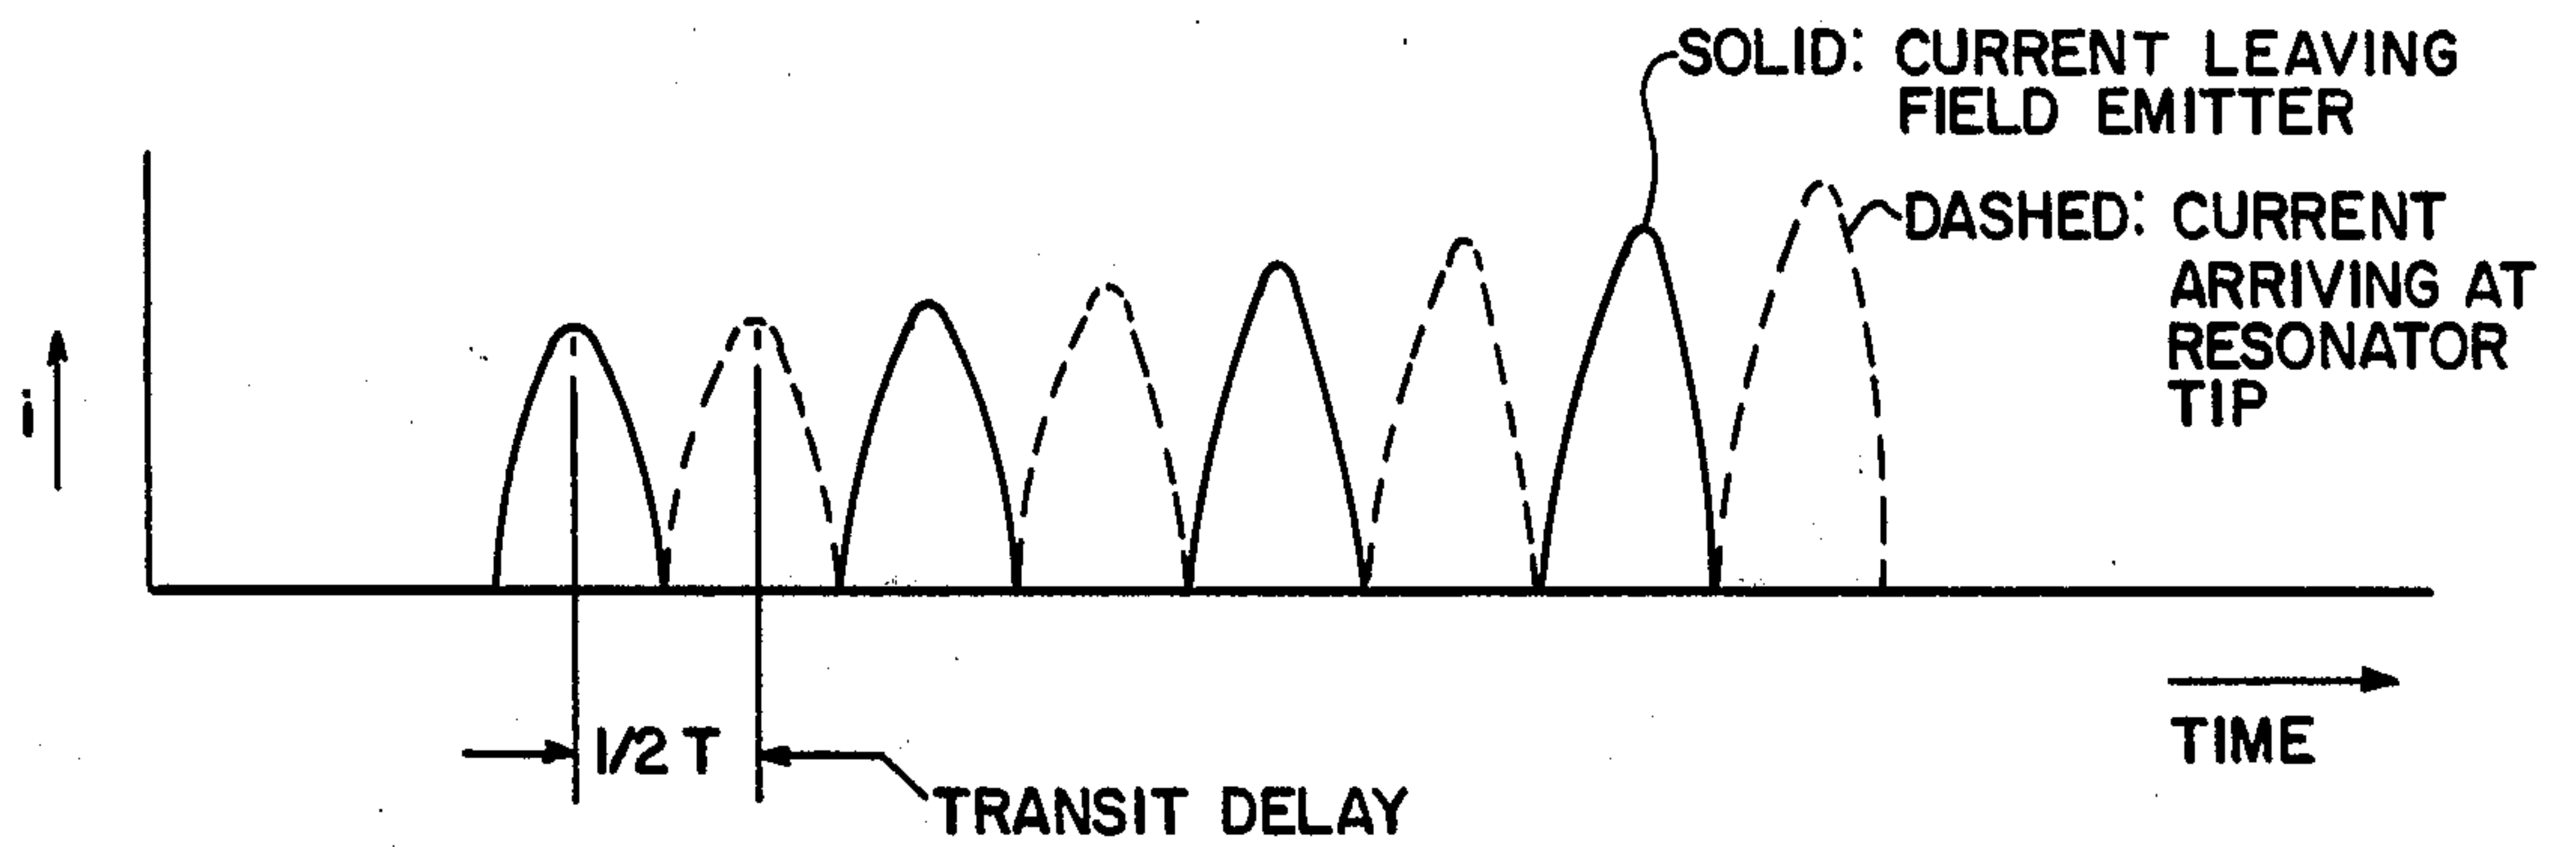 SOLID: CURRENT LEAVING
FIELD EMITTER
DASHED: CURRENT
ARRIVING AT
RESONATOR
TIP
i
TIME
1/2 T
TRANSIT DELAY